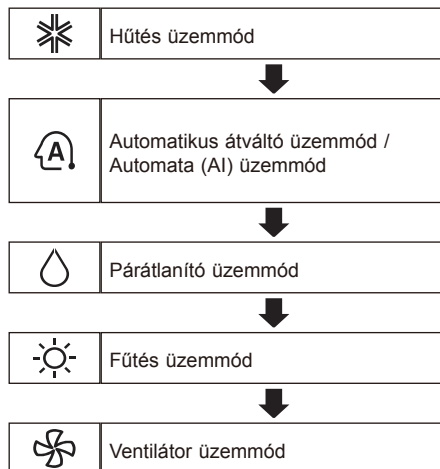 Hűtés üzemmód
A
Automatikus átváltó üzemmód /
Automata (AI) üzemmód
Párátlanító üzemmód
Fűtés üzemmód
Ventilátor üzemmód